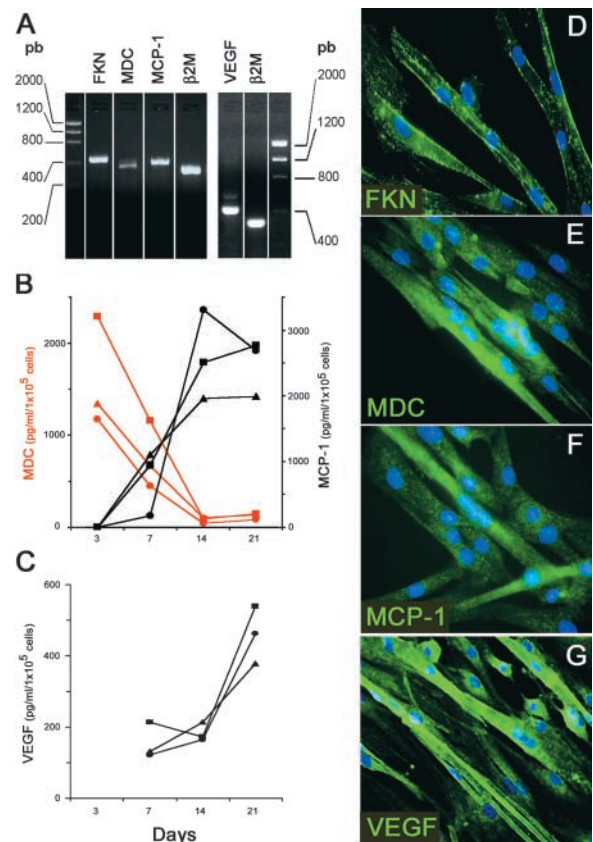 A
pb
FKN
MDC
MCP-1
β2M
VEGF
β2M
pb
2000
1200
800
400
200
2000
1200
800
400
B
2000
1000
0
MDC (pg/ml/1x10⁵ cells)
3000
2000
1000
0
MCP-1 (pg/ml/1x10⁵ cells)
3 7 14 21
C
600
400
200
0
VEGF (pg/ml/1x10⁵ cells)
3 7 14 21
Days
D
FKN
E
MDC
F
MCP-1
G
VEGF